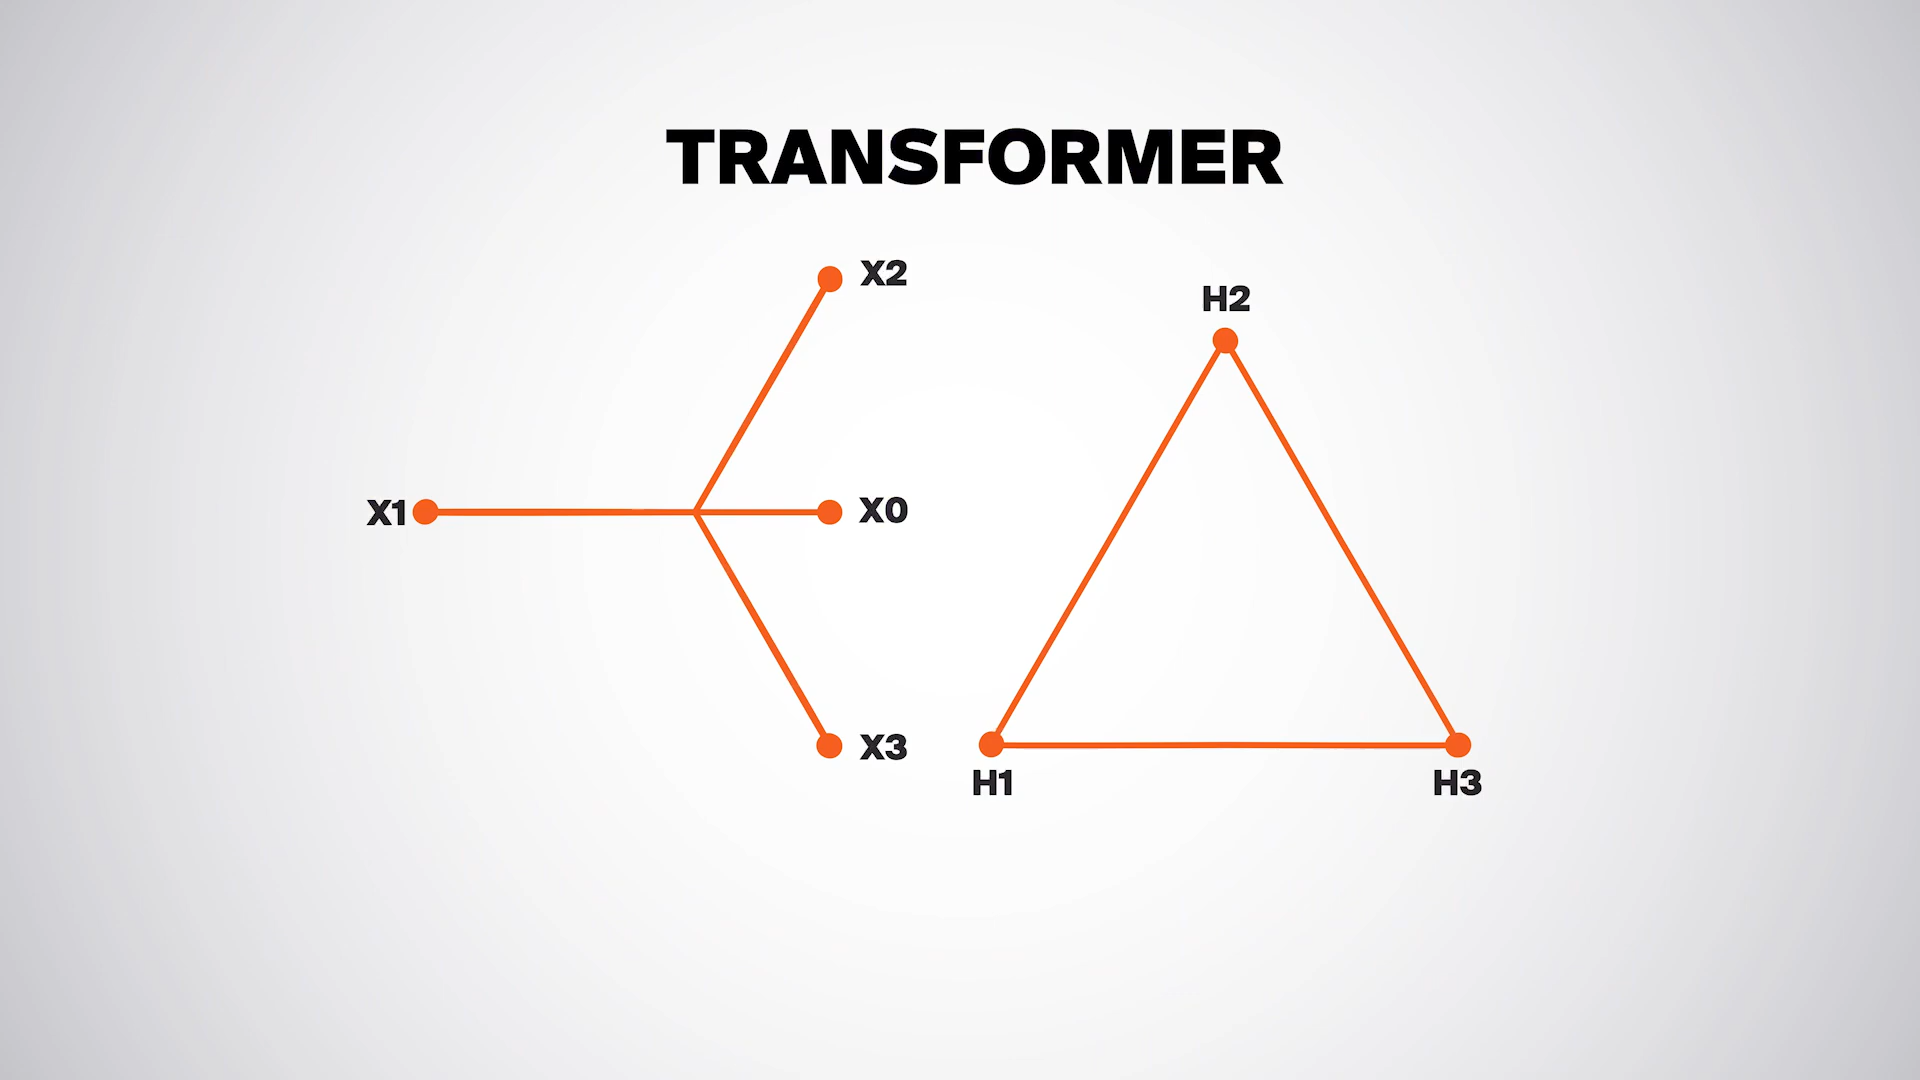 TRANSFORMER
X2
H2
X1
X0
X3
H1
H3